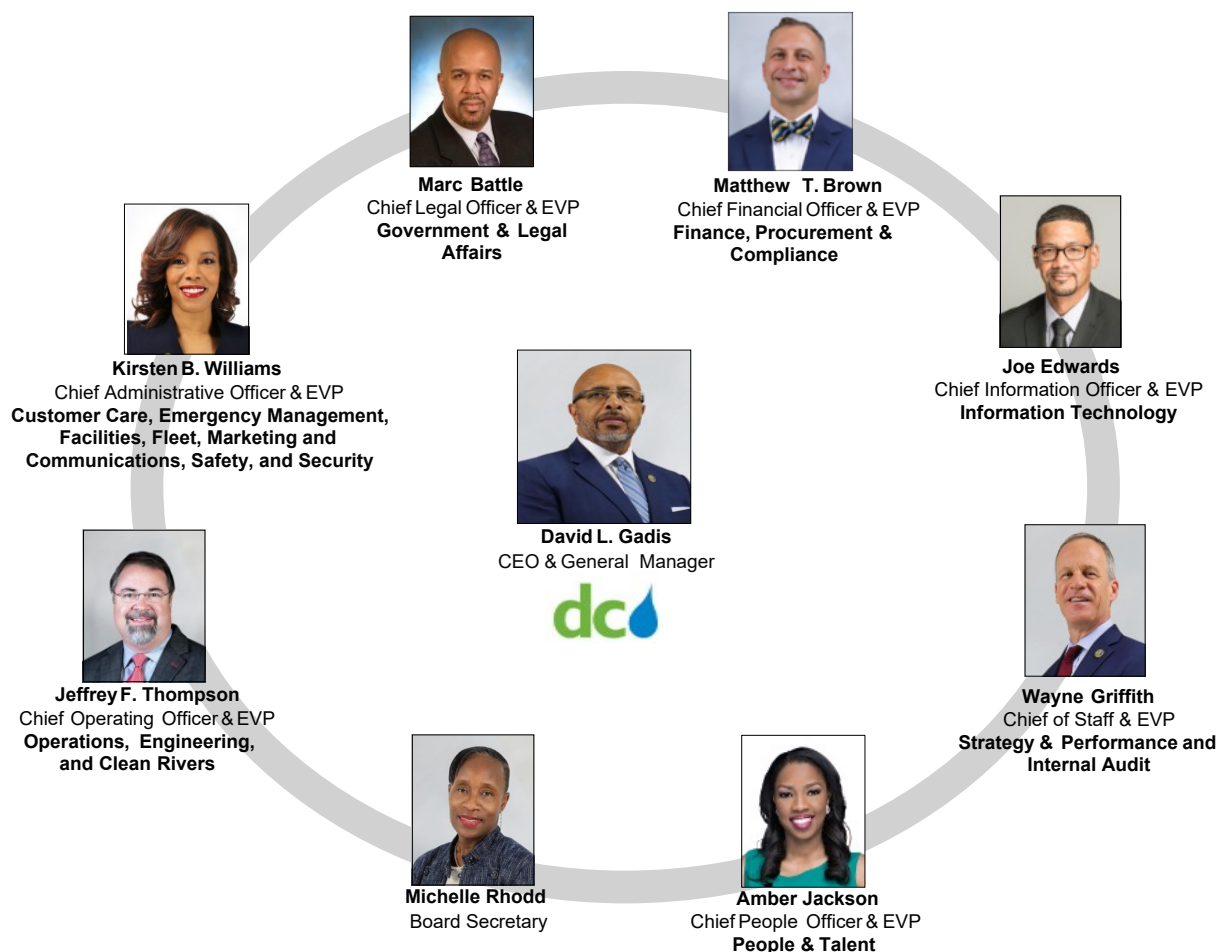 Marc Battle
Chief Legal Officer & EVP
Government & Legal
Affairs
Matthew T. Brown
Chief Financial Officer & EVP
Finance, Procurement &
Compliance
Kirsten B. Williams
Chief Administrative Officer & EVP
Customer Care, Emergency Management,
Facilities, Fleet, Marketing and
Communications, Safety, and Security
Joe Edwards
Chief Information Officer & EVP
Information Technology
David L. Gadis
CEO & General Manager
dc
Jeffrey F. Thompson
Chief Operating Officer & EVP
Operations, Engineering,
and Clean Rivers
Wayne Griffith
Chief of Staff & EVP
Strategy & Performance and
Internal Audit
Michelle Rhodd
Board Secretary
Amber Jackson
Chief People Officer & EVP
People & Talent